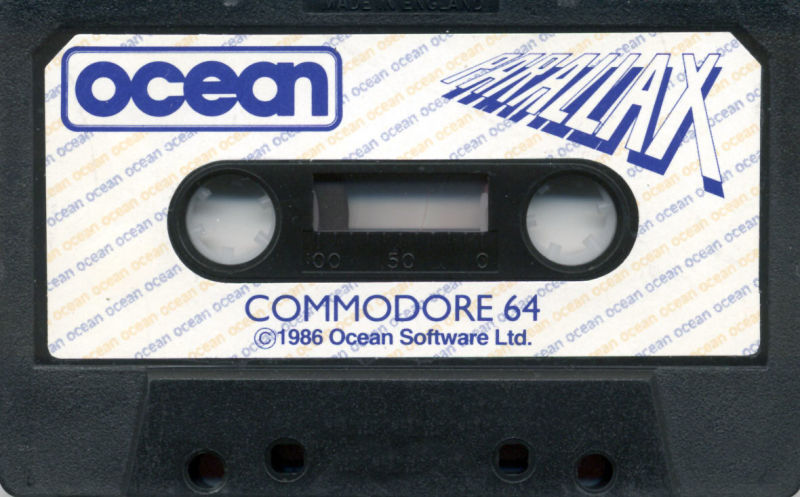 MADE IN ENGLAND
ocean
PARALLAX
100 50 0
COMMODORE 64
©1986 Ocean Software Ltd.